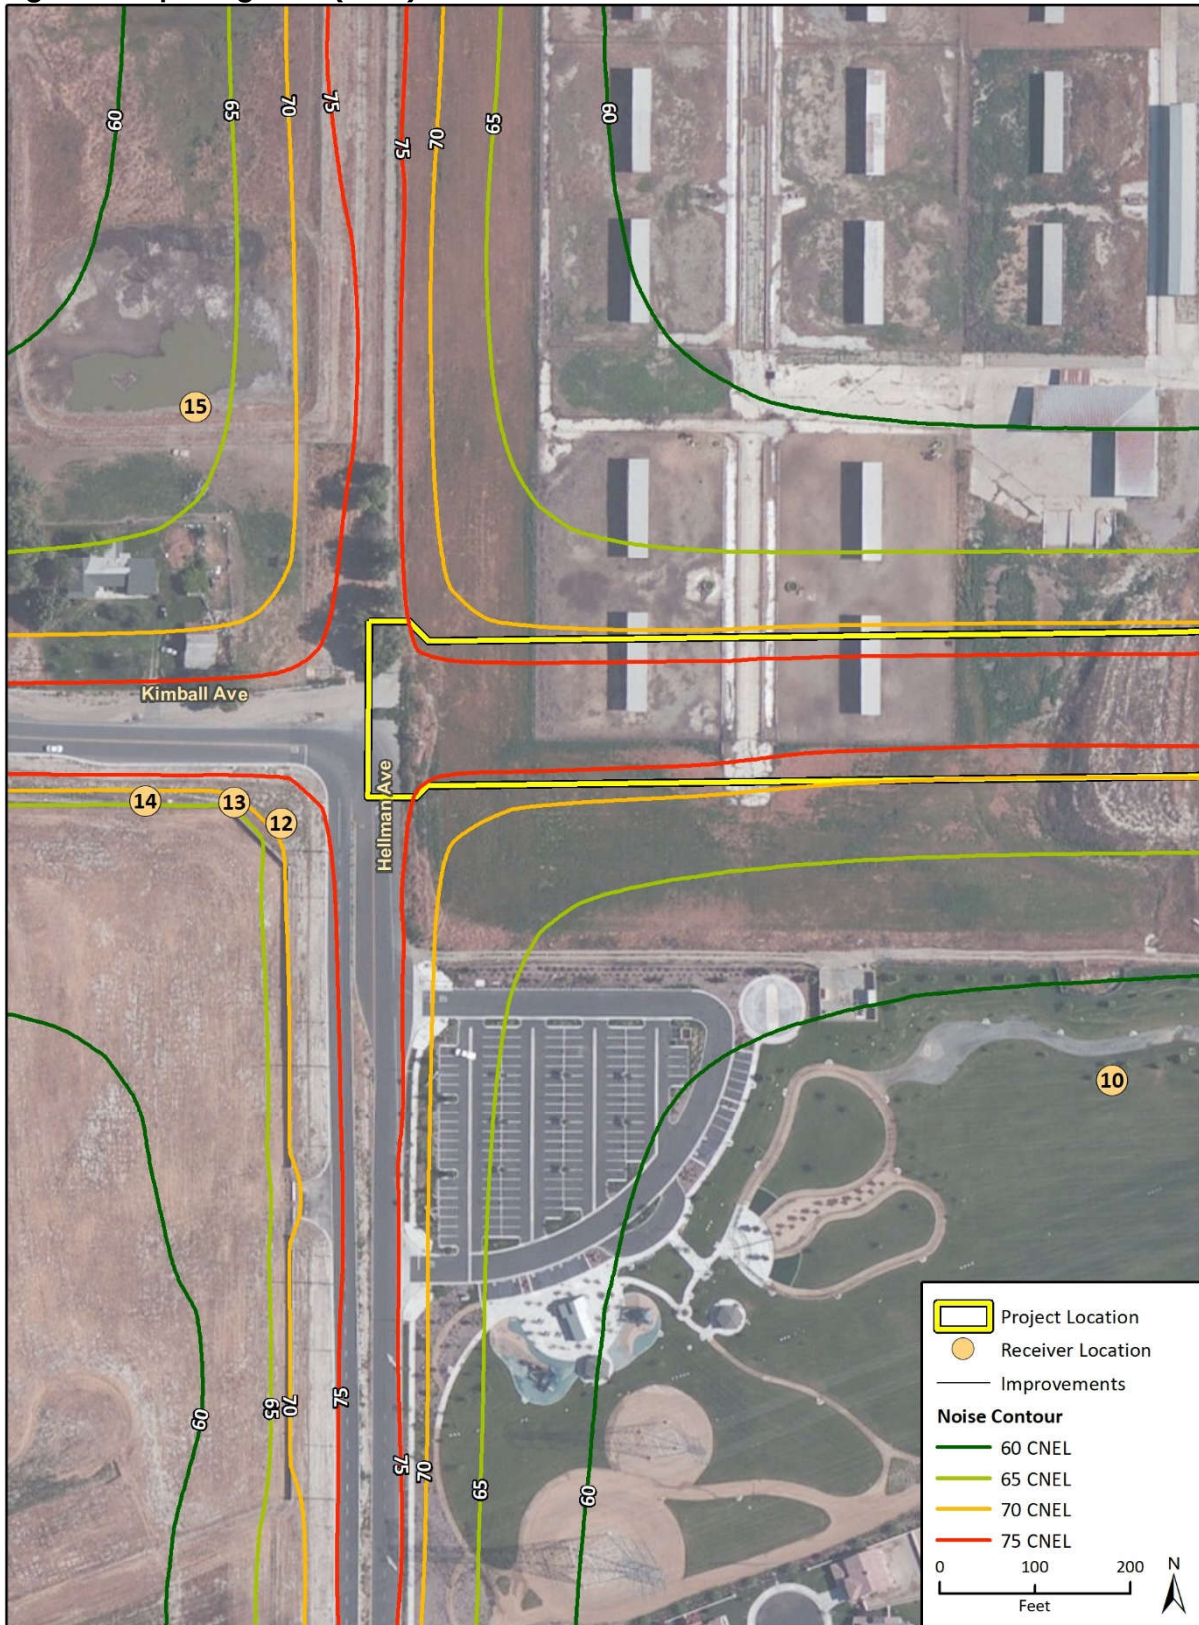 60
65
70
75
75
70
65
60
15
Kimball Ave
14
13
12
Hellman Ave
10
60
65
70
75
75
70
65
60
Project Location
Receiver Location
Improvements
Noise Contour
60 CNEL
65 CNEL
70 CNEL
75 CNEL
0 100 200
Feet
N